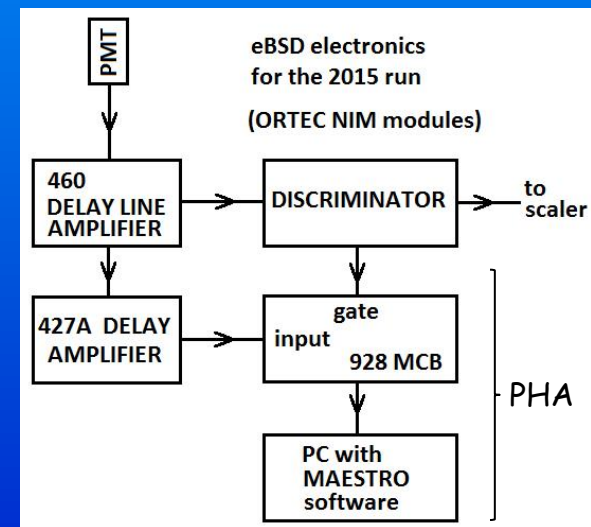 PMT
eBSD electronics
for the 2015 run
(ORTEC NIM modules)
460
DELAY LINE
AMPLIFIER
DISCRIMINATOR
to
scaler
427A DELAY
AMPLIFIER
gate
input
928 MCB
PHA
PC with
MAESTRO
software